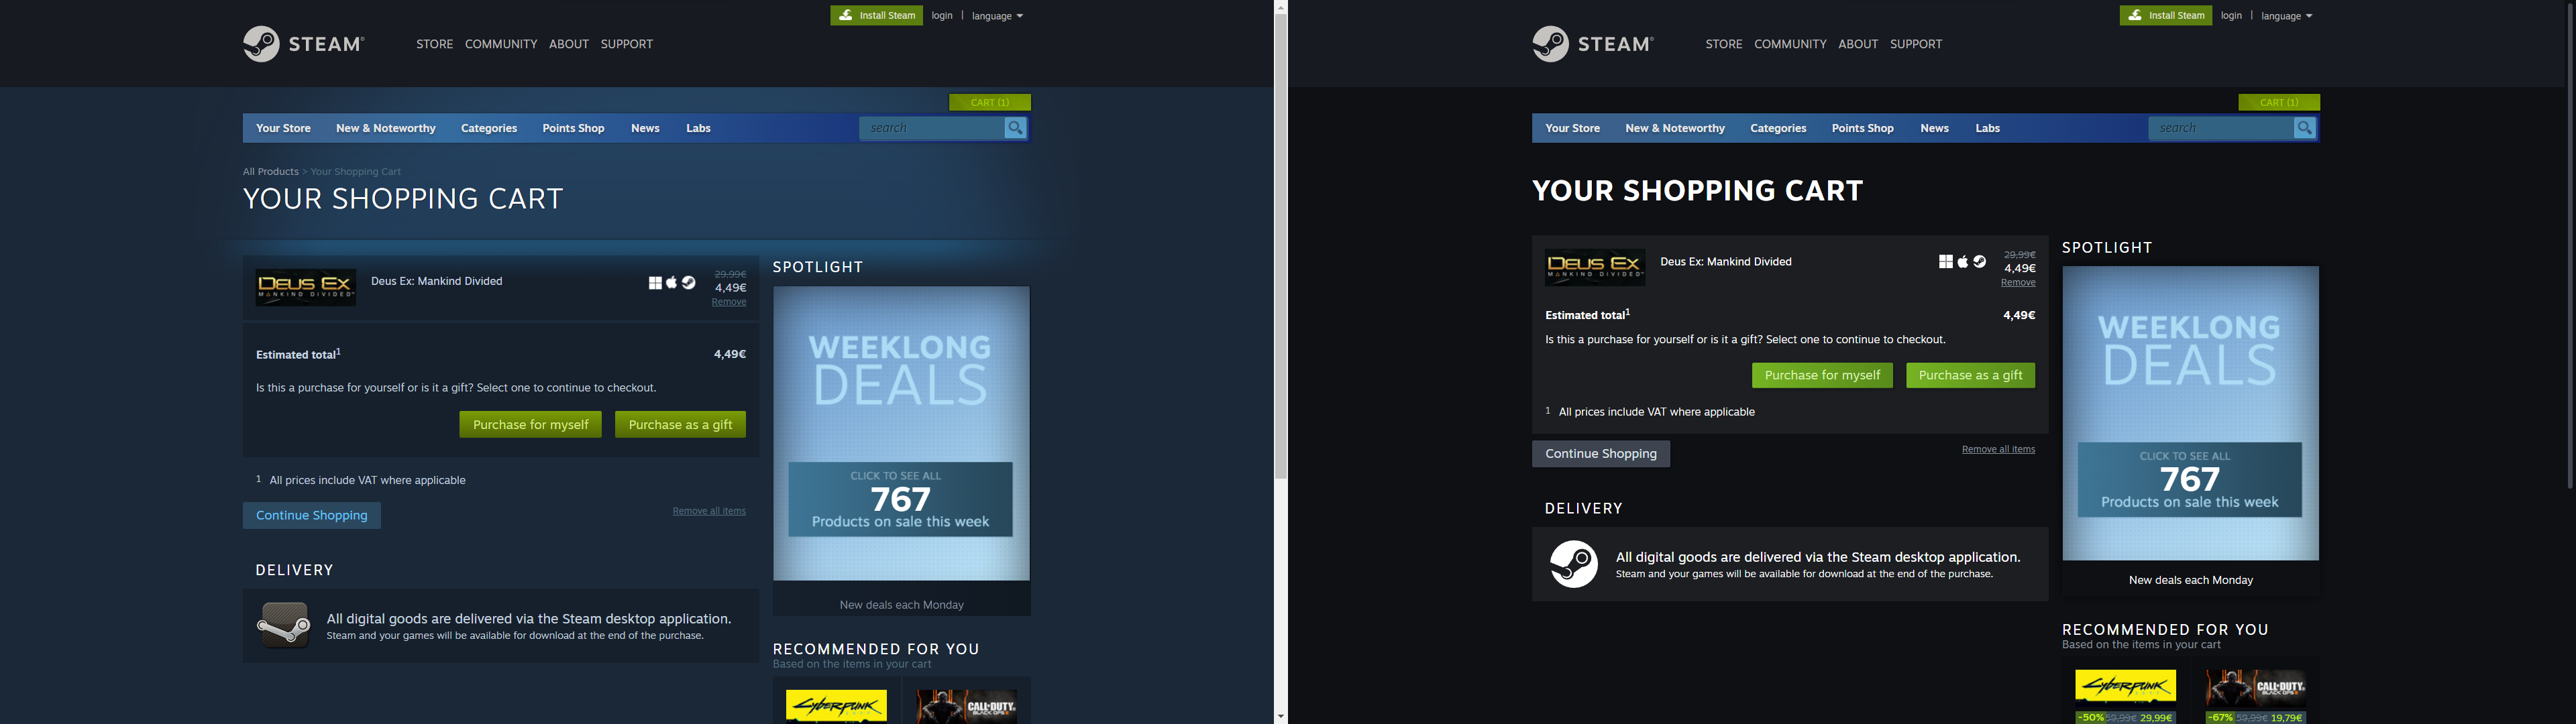 Install Steam login | language
STEAM®
STORE COMMUNITY ABOUT SUPPORT
CART (1)
Your Store New & Noteworthy Categories Points Shop News Labs search
All Products > Your Shopping Cart
YOUR SHOPPING CART
DEUS EX
MANKIND DIVIDED™
Deus Ex: Mankind Divided
29,99€
4,49€
Remove
Estimated total1 4,49€
Is this a purchase for yourself or is it a gift? Select one to continue to checkout.
Purchase for myself Purchase as a gift
1 All prices include VAT where applicable
Continue Shopping Remove all items
DELIVERY
All digital goods are delivered via the Steam desktop application.
Steam and your games will be available for download at the end of the purchase.
SPOTLIGHT
WEEKLONG
DEALS
CLICK TO SEE ALL
767
Products on sale this week
New deals each Monday
RECOMMENDED FOR YOU
Based on the items in your cart
Cyberpunk
CALL OF DUTY
BLACK OPS
Install Steam login | language
STEAM®
STORE COMMUNITY ABOUT SUPPORT
CART (1)
Your Store New & Noteworthy Categories Points Shop News Labs search
YOUR SHOPPING CART
DEUS EX
MANKIND DIVIDED™
Deus Ex: Mankind Divided
29,99€
4,49€
Remove
Estimated total1 4,49€
Is this a purchase for yourself or is it a gift? Select one to continue to checkout.
Purchase for myself Purchase as a gift
1 All prices include VAT where applicable
Continue Shopping Remove all items
DELIVERY
All digital goods are delivered via the Steam desktop application.
Steam and your games will be available for download at the end of the purchase.
SPOTLIGHT
WEEKLONG
DEALS
CLICK TO SEE ALL
767
Products on sale this week
New deals each Monday
RECOMMENDED FOR YOU
Based on the items in your cart
Cyberpunk
CALL OF DUTY
BLACK OPS
-50% 59,99€ 29,99€
-67% 59,99€ 19,79€